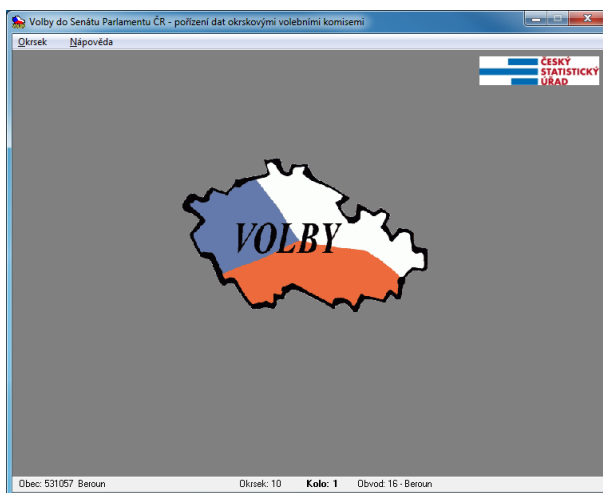 Volby do Senátu Parlamentu ČR - pořízení dat okrskovými volebními komisemi
Okrsek Nápověda
ČESKÝ
STATISTICKÝ
ÚŘAD
VOLBY
Obec: 531057 Beroun Okrsek: 10 Kolo: 1 Obvod: 16 - Beroun